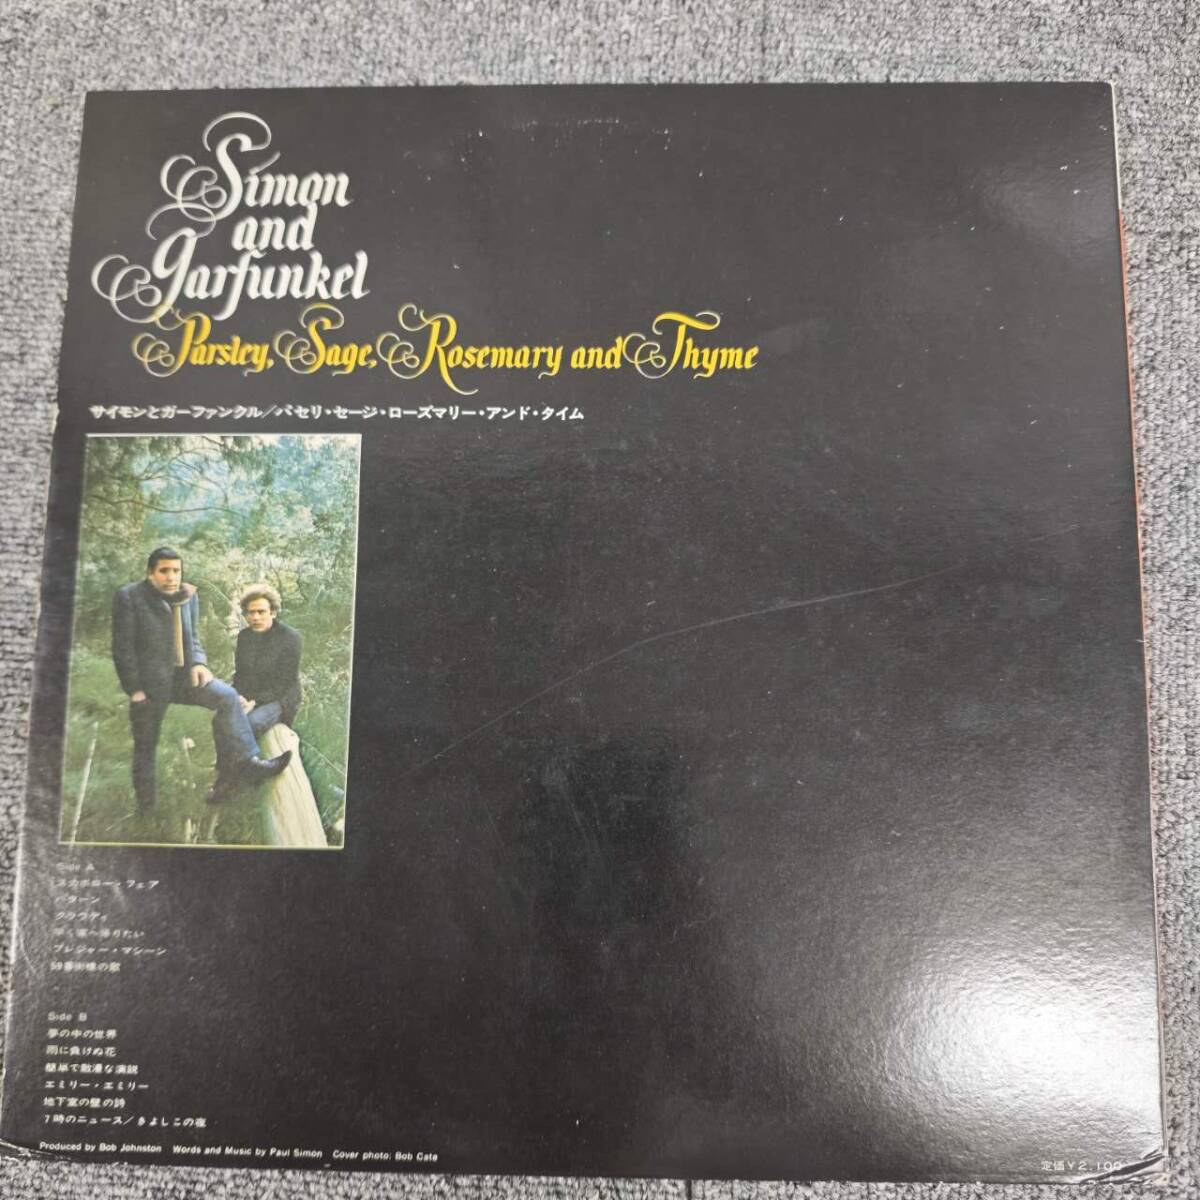 Simon
and
Garfunkel
Parsley, Sage, Rosemary and Thyme
サイモンとガーファンクル/パセリ・セージ・ローズマリー・アンド・タイム
Side A
スカボロー・フェア
パターン
クラウディ
早く家へ帰りたい
プレジャー・マシーン
59番街橋の歌
Side B
夢の中の世界
雨に負けぬ花
簡単で散漫な演説
エミリー・エミリー
地下室の壁の詩
7時のニュース/きよしこの夜
Produced by Bob Johnston Words and Music by Paul Simon Cover photo: Bob Cato
定価¥2,100